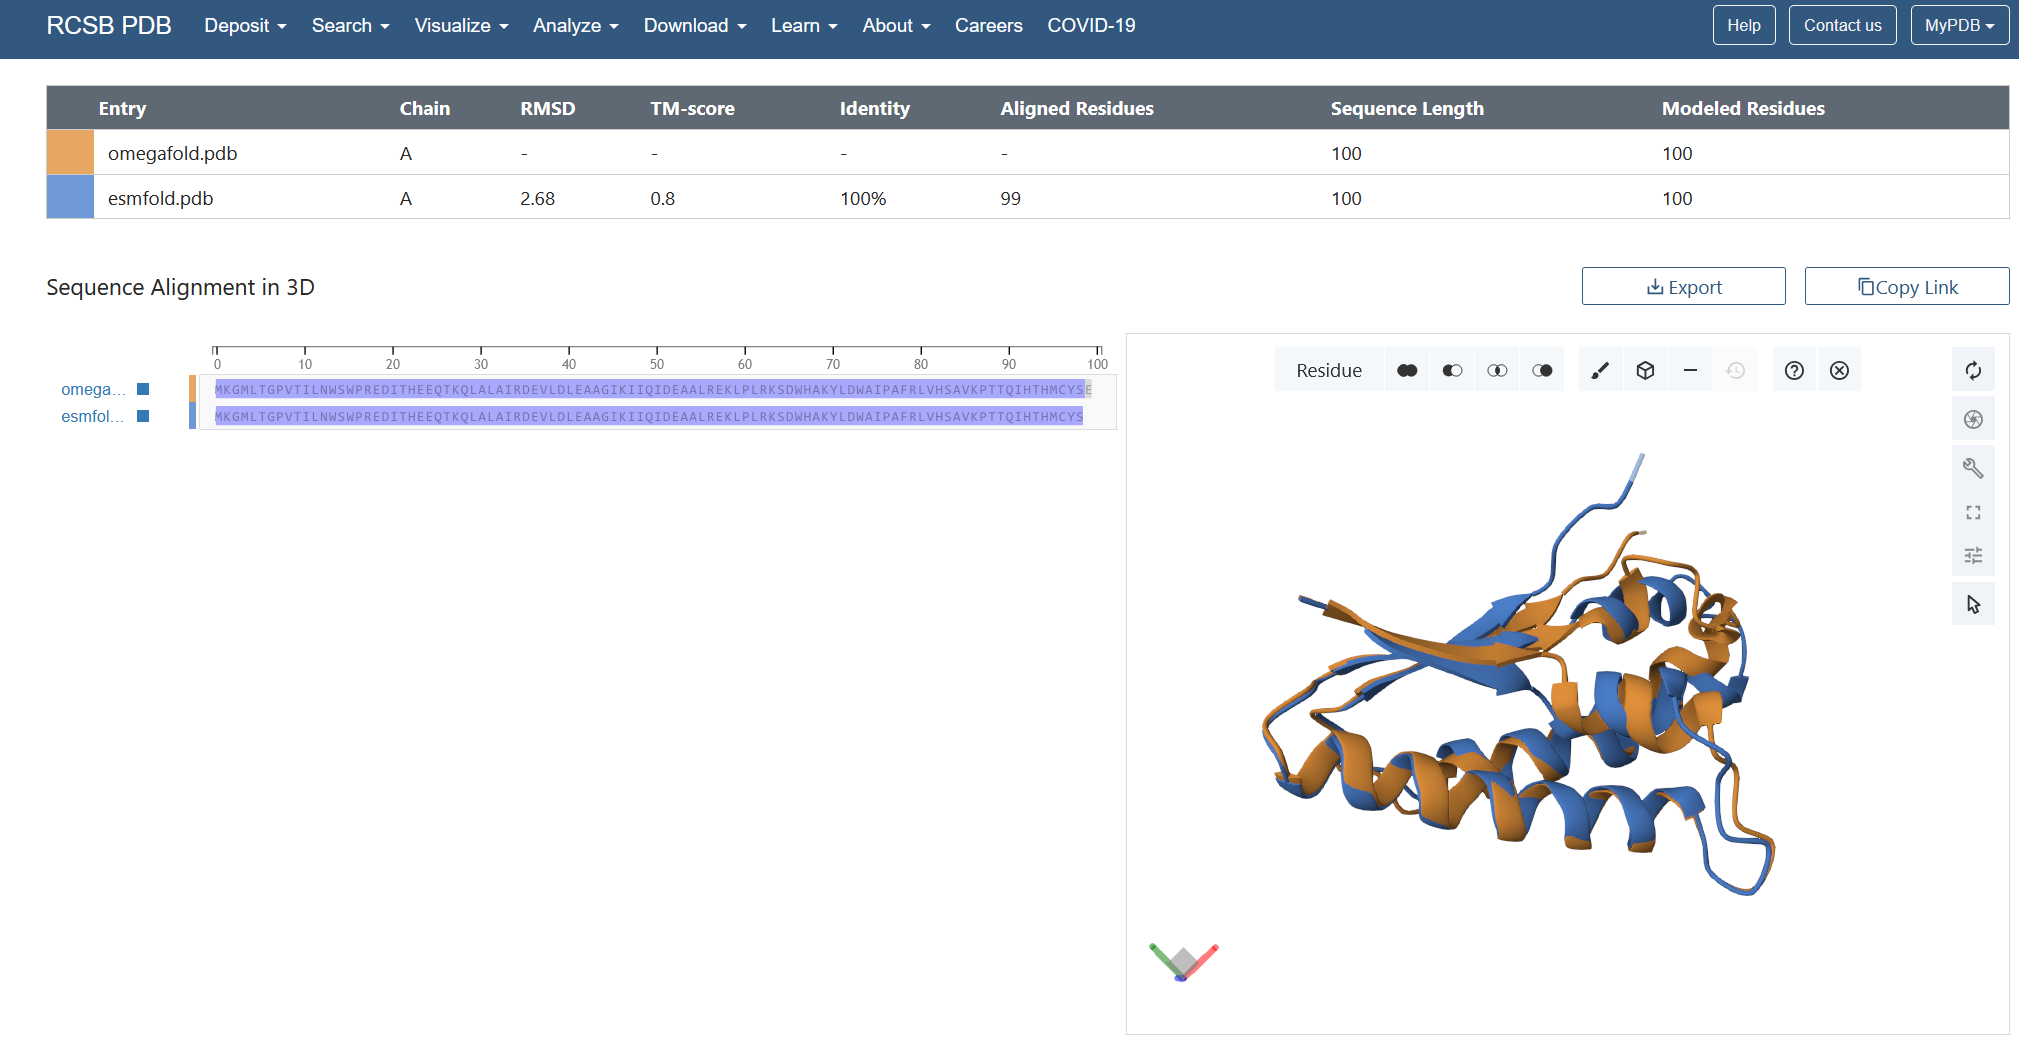 RCSB PDB Deposit Search Visualize Analyze Download Learn About Careers COVID-19 Help Contact us MyPDB
Entry Chain RMSD TM-score Identity Aligned Residues Sequence Length Modeled Residues
omegafold.pdb A - - - - 100 100
esmfold.pdb A 2.68 0.8 100% 99 100 100
Sequence Alignment in 3D
Export Copy Link
0 10 20 30 40 50 60 70 80 90 100
omega... MKGMLTGPVTILNWSWPREDITHEEQTKQLALAIRDEVLDLEAAGIKIIQIDEAALREKLPLRKSDWHAKYLDWAIPAFRLVHSAVKPTTQIHTHMCYSE
esmfol... MKGMLTGPVTILNWSWPREDITHEEQTKQLALAIRDEVLDLEAAGIKIIQIDEAALREKLPLRKSDWHAKYLDWAIPAFRLVHSAVKPTTQIHTHMCYS
Residue